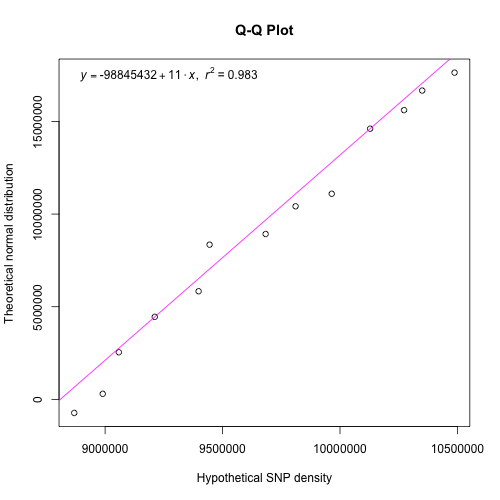 Q-Q Plot
y = -98845432 + 11 · x, r² = 0.983
Theoretical normal distribution
15000000
10000000
5000000
0
9000000 9500000 10000000 10500000
Hypothetical SNP density